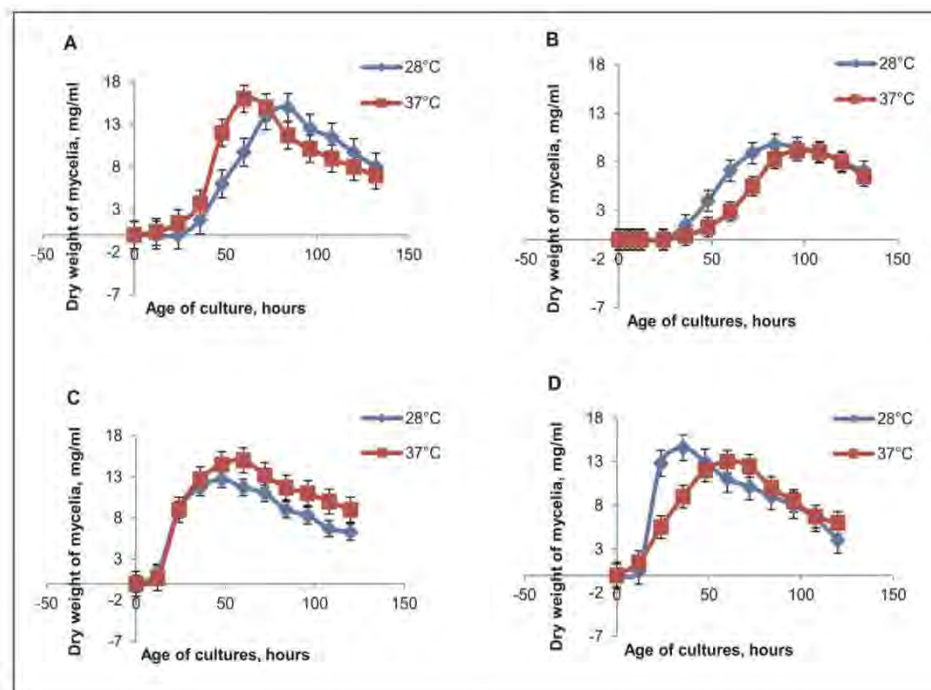 A
Dry weight of mycelia, mg/ml
18
13
8
3
-2
-7
-50
0
50
100
150
28°C
37°C
Age of culture, hours
B
Dry weight of mycelia, mg/ml
18
13
8
3
-2
-7
-50
0
50
100
150
28°C
37°C
Age of cultures, hours
C
Dry weight of mycelia, mg/ml
18
13
8
3
-2
-7
-50
0
50
100
150
28°C
37°C
Age of cultures, hours
D
Dry weight of mycelia, mg/ml
18
13
8
3
-2
-7
-50
0
50
100
150
28°C
37°C
Age of cultures, hours